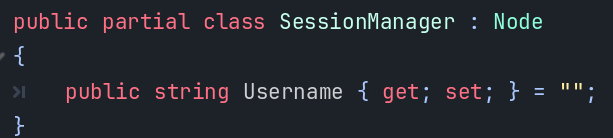 public partial class SessionManager : Node
{
public string Username { get; set; } = "";
}